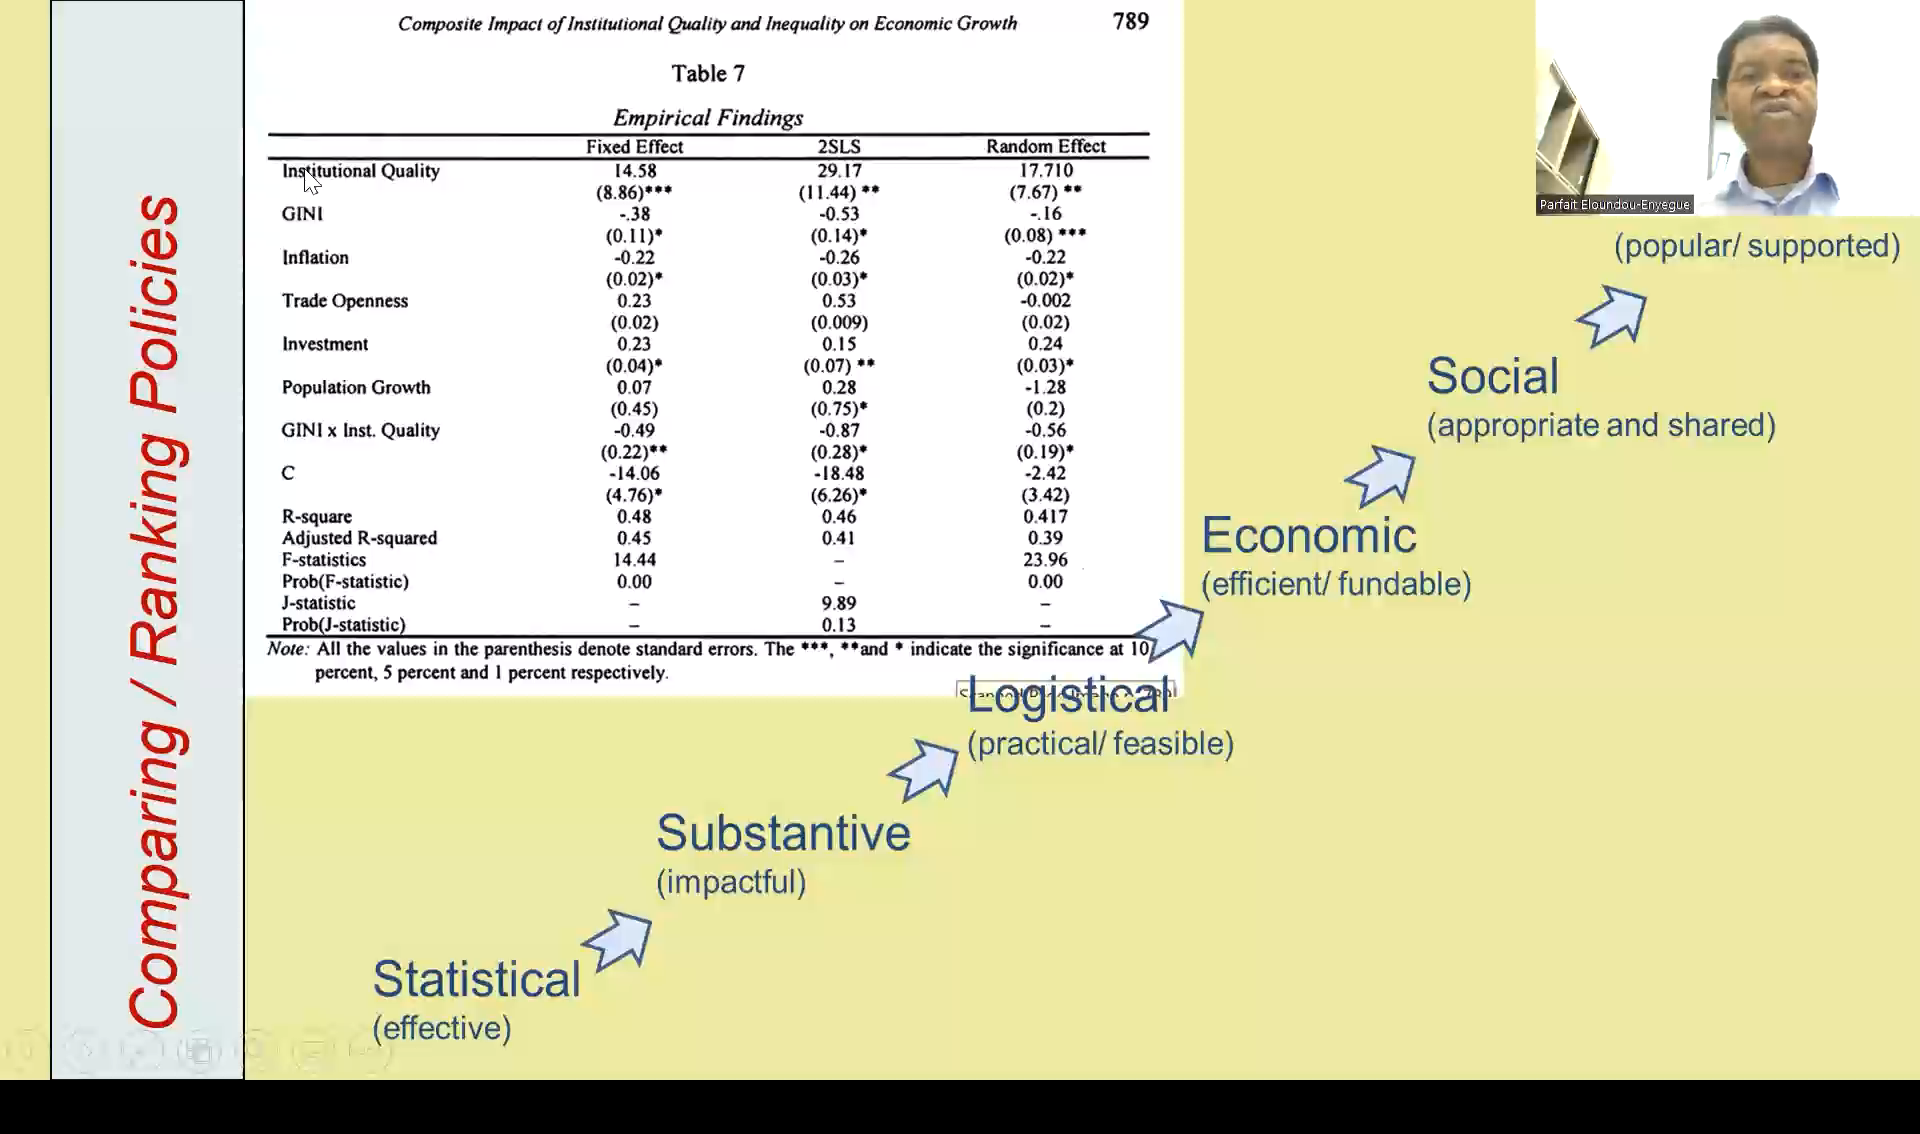 Comparing / Ranking Policies
Composite Impact of Institutional Quality and Inequality on Economic Growth 789
Table 7
Empirical Findings
Fixed Effect 2SLS Random Effect
Institutional Quality 14.58 29.17 17.710
(8.86)*** (11.44) ** (7.67) **
GINI -.38 -0.53 -.16
(0.11)* (0.14)* (0.08) ***
Inflation -0.22 -0.26 -0.22
(0.02)* (0.03)* (0.02)*
Trade Openness 0.23 0.53 -0.002
(0.02) (0.009) (0.02)
Investment 0.23 0.15 0.24
(0.04)* (0.07) ** (0.03)*
Population Growth 0.07 0.28 -1.28
(0.45) (0.75)* (0.2)
GINI x Inst. Quality -0.49 -0.87 -0.56
(0.22)** (0.28)* (0.19)*
C -14.06 -18.48 -2.42
(4.76)* (6.26)* (3.42)
R-square 0.48 0.46 0.417
Adjusted R-squared 0.45 0.41 0.39
F-statistics 14.44 – 23.96
Prob(F-statistic) 0.00 – 0.00
J-statistic – 9.89 –
Prob(J-statistic) – 0.13 –
Note: All the values in the parenthesis denote standard errors. The ***, **and * indicate the significance at 10
percent, 5 percent and 1 percent respectively.
Parfait Eloundou-Enyegue
(popular/ supported)
Social
(appropriate and shared)
Economic
(efficient/ fundable)
Logistical
(practical/ feasible)
Substantive
(impactful)
Statistical
(effective)